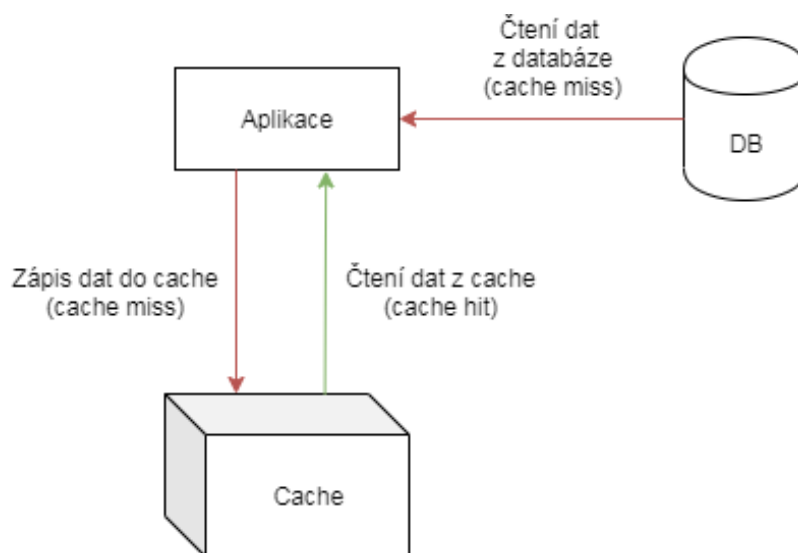 Čtení dat
z databáze
(cache miss)
Aplikace
DB
Zápis dat do cache
(cache miss)
Čtení dat z cache
(cache hit)
Cache